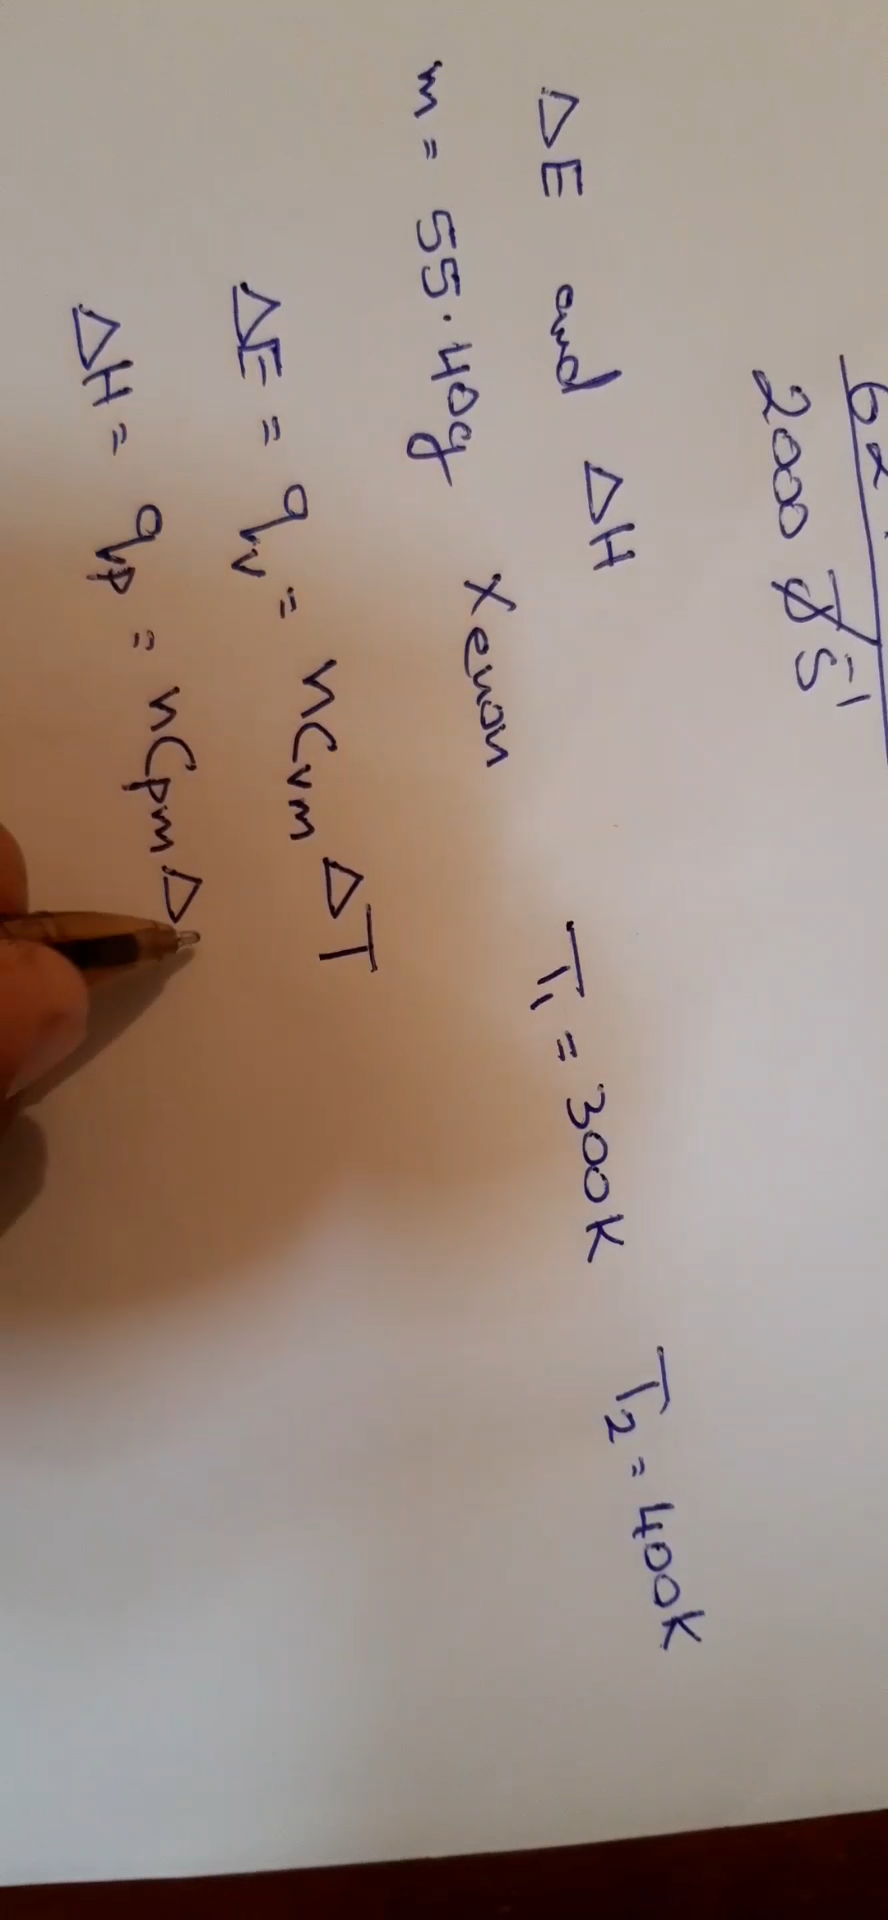 2000 J s⁻¹
ΔE and ΔH T₁ = 300K T₂ = 400K
m = 55.40g Xenon
ΔE = qᵥ = nCvm ΔT
ΔH = qp = nCpm Δ